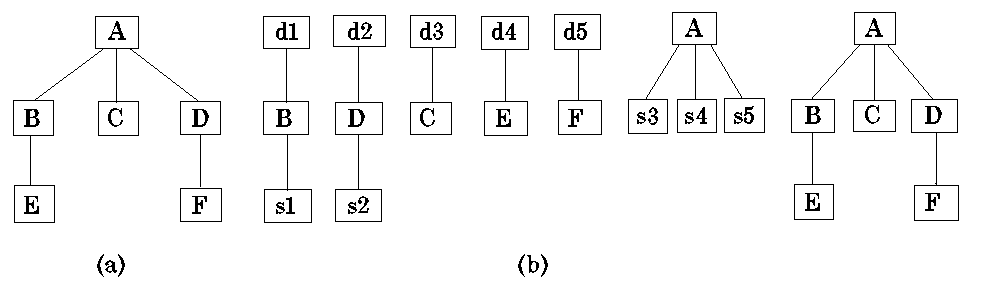 A d1 d2 d3 d4 d5 A A
B C D B D C E F s3 s4 s5 B C D
E F s1 s2 E F
(a) (b)